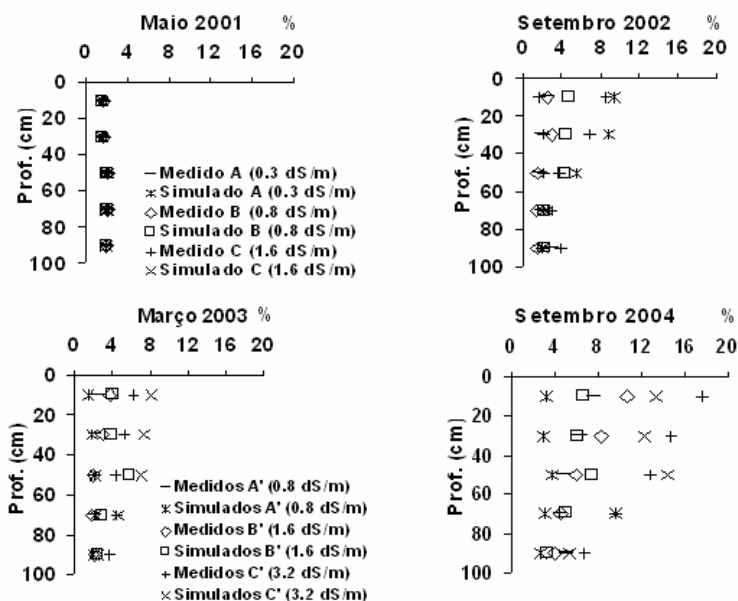 Maio 2001 %
0 4 8 12 16 20
Prof. (cm)
0
20
40
60
80
100
Medido A (0.3 dS/m)
Simulado A (0.3 dS/m)
Medido B (0.8 dS/m)
Simulado B (0.8 dS/m)
Medido C (1.6 dS/m)
Simulado C (1.6 dS/m)
Setembro 2002 %
0 4 8 12 16 20
Prof. (cm)
0
20
40
60
80
100
Março 2003 %
0 4 8 12 16 20
Prof. (cm)
0
20
40
60
80
100
Medidos A' (0.8 dS/m)
Simulados A' (0.8 dS/m)
Medidos B' (1.6 dS/m)
Simulados B' (1.6 dS/m)
Medidos C' (3.2 dS/m)
Simulados C' (3.2 dS/m)
Setembro 2004 %
0 4 8 12 16 20
Prof. (cm)
0
20
40
60
80
100